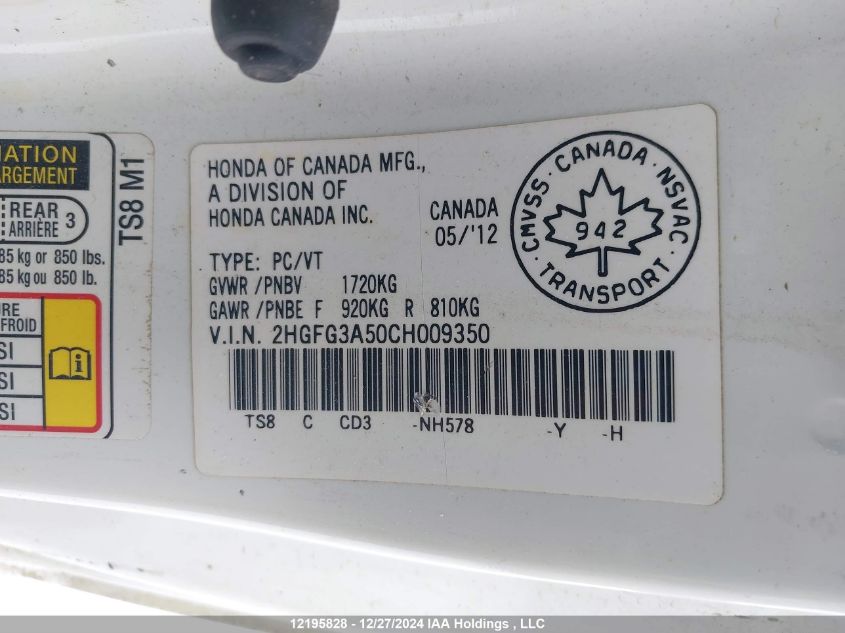 MATION
ARGEMENT
REAR 3
ARRIÈRE
85 kg or 850 lbs.
85 kg ou 850 lb.
URE
FROID
SI
SI
SI
TS8 M1
HONDA OF CANADA MFG.,
A DIVISION OF
HONDA CANADA INC.
CANADA
05/'12
TYPE: PC/VT
GVWR /PNBV 1720KG
GAWR /PNBE F 920KG R 810KG
V.I.N. 2HGFG3A50CH009350
TS8 C CD3 -NH578 -Y -H
CMVSS · CANADA · NSVAC
942
TRANSPORT
12195828 - 12/27/2024 IAA Holdings , LLC